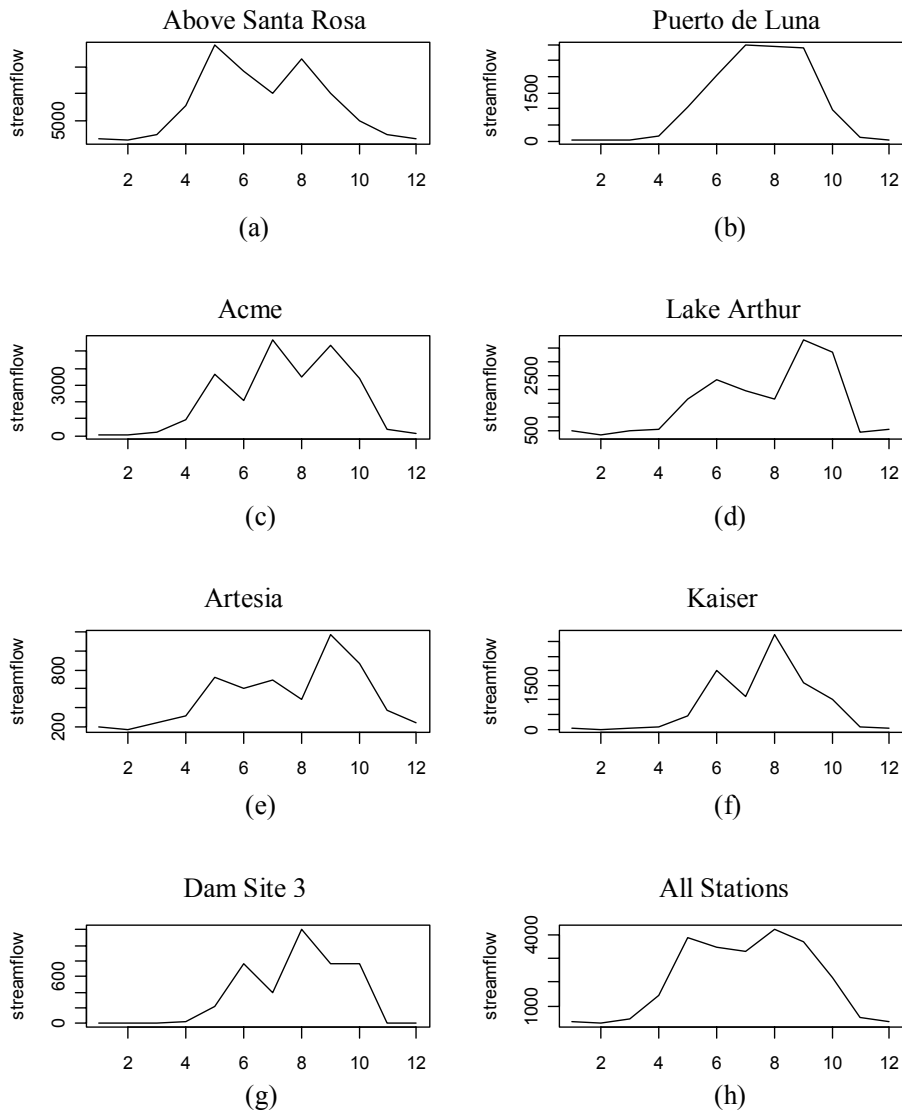 Above Santa Rosa
streamflow
5000
2 4 6 8 10 12
(a)
Puerto de Luna
streamflow
0 1500
2 4 6 8 10 12
(b)
Acme
streamflow
0 3000
2 4 6 8 10 12
(c)
Lake Arthur
streamflow
500 2500
2 4 6 8 10 12
(d)
Artesia
streamflow
200 800
2 4 6 8 10 12
(e)
Kaiser
streamflow
0 1500
2 4 6 8 10 12
(f)
Dam Site 3
streamflow
0 600
2 4 6 8 10 12
(g)
All Stations
streamflow
1000 4000
2 4 6 8 10 12
(h)